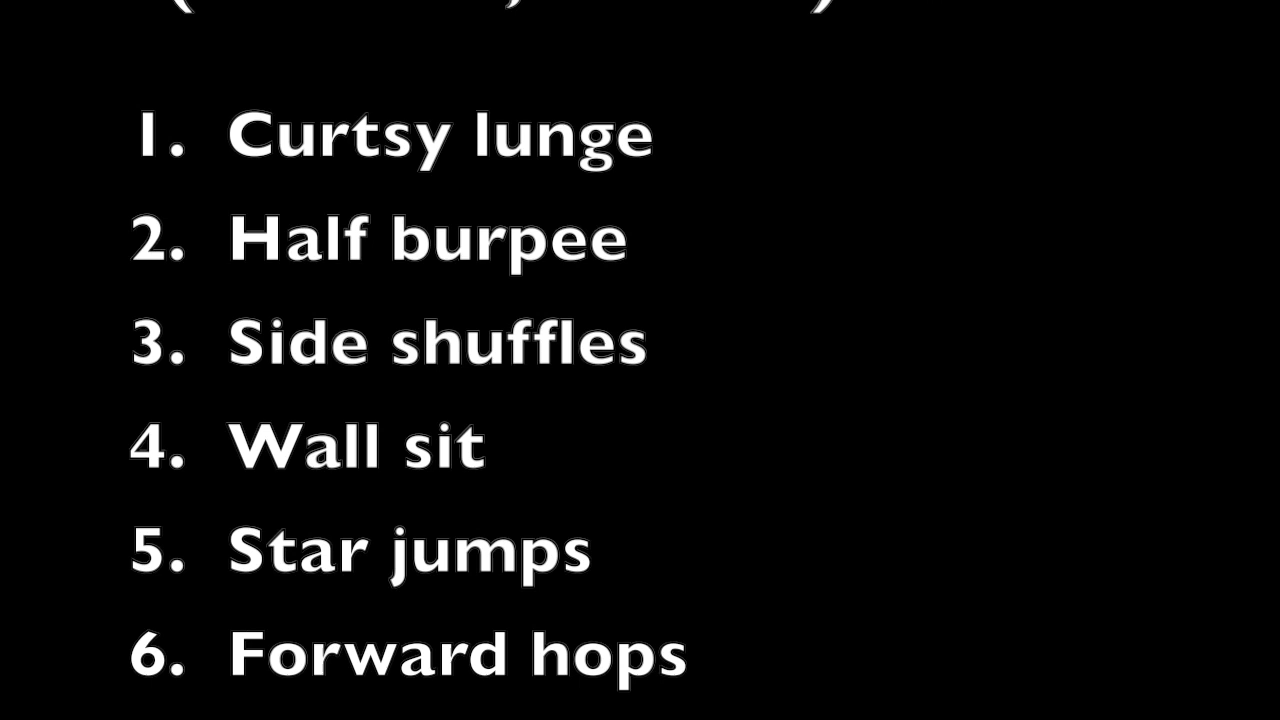 1. Curtsy lunge
2. Half burpee
3. Side shuffles
4. Wall sit
5. Star jumps
6. Forward hops